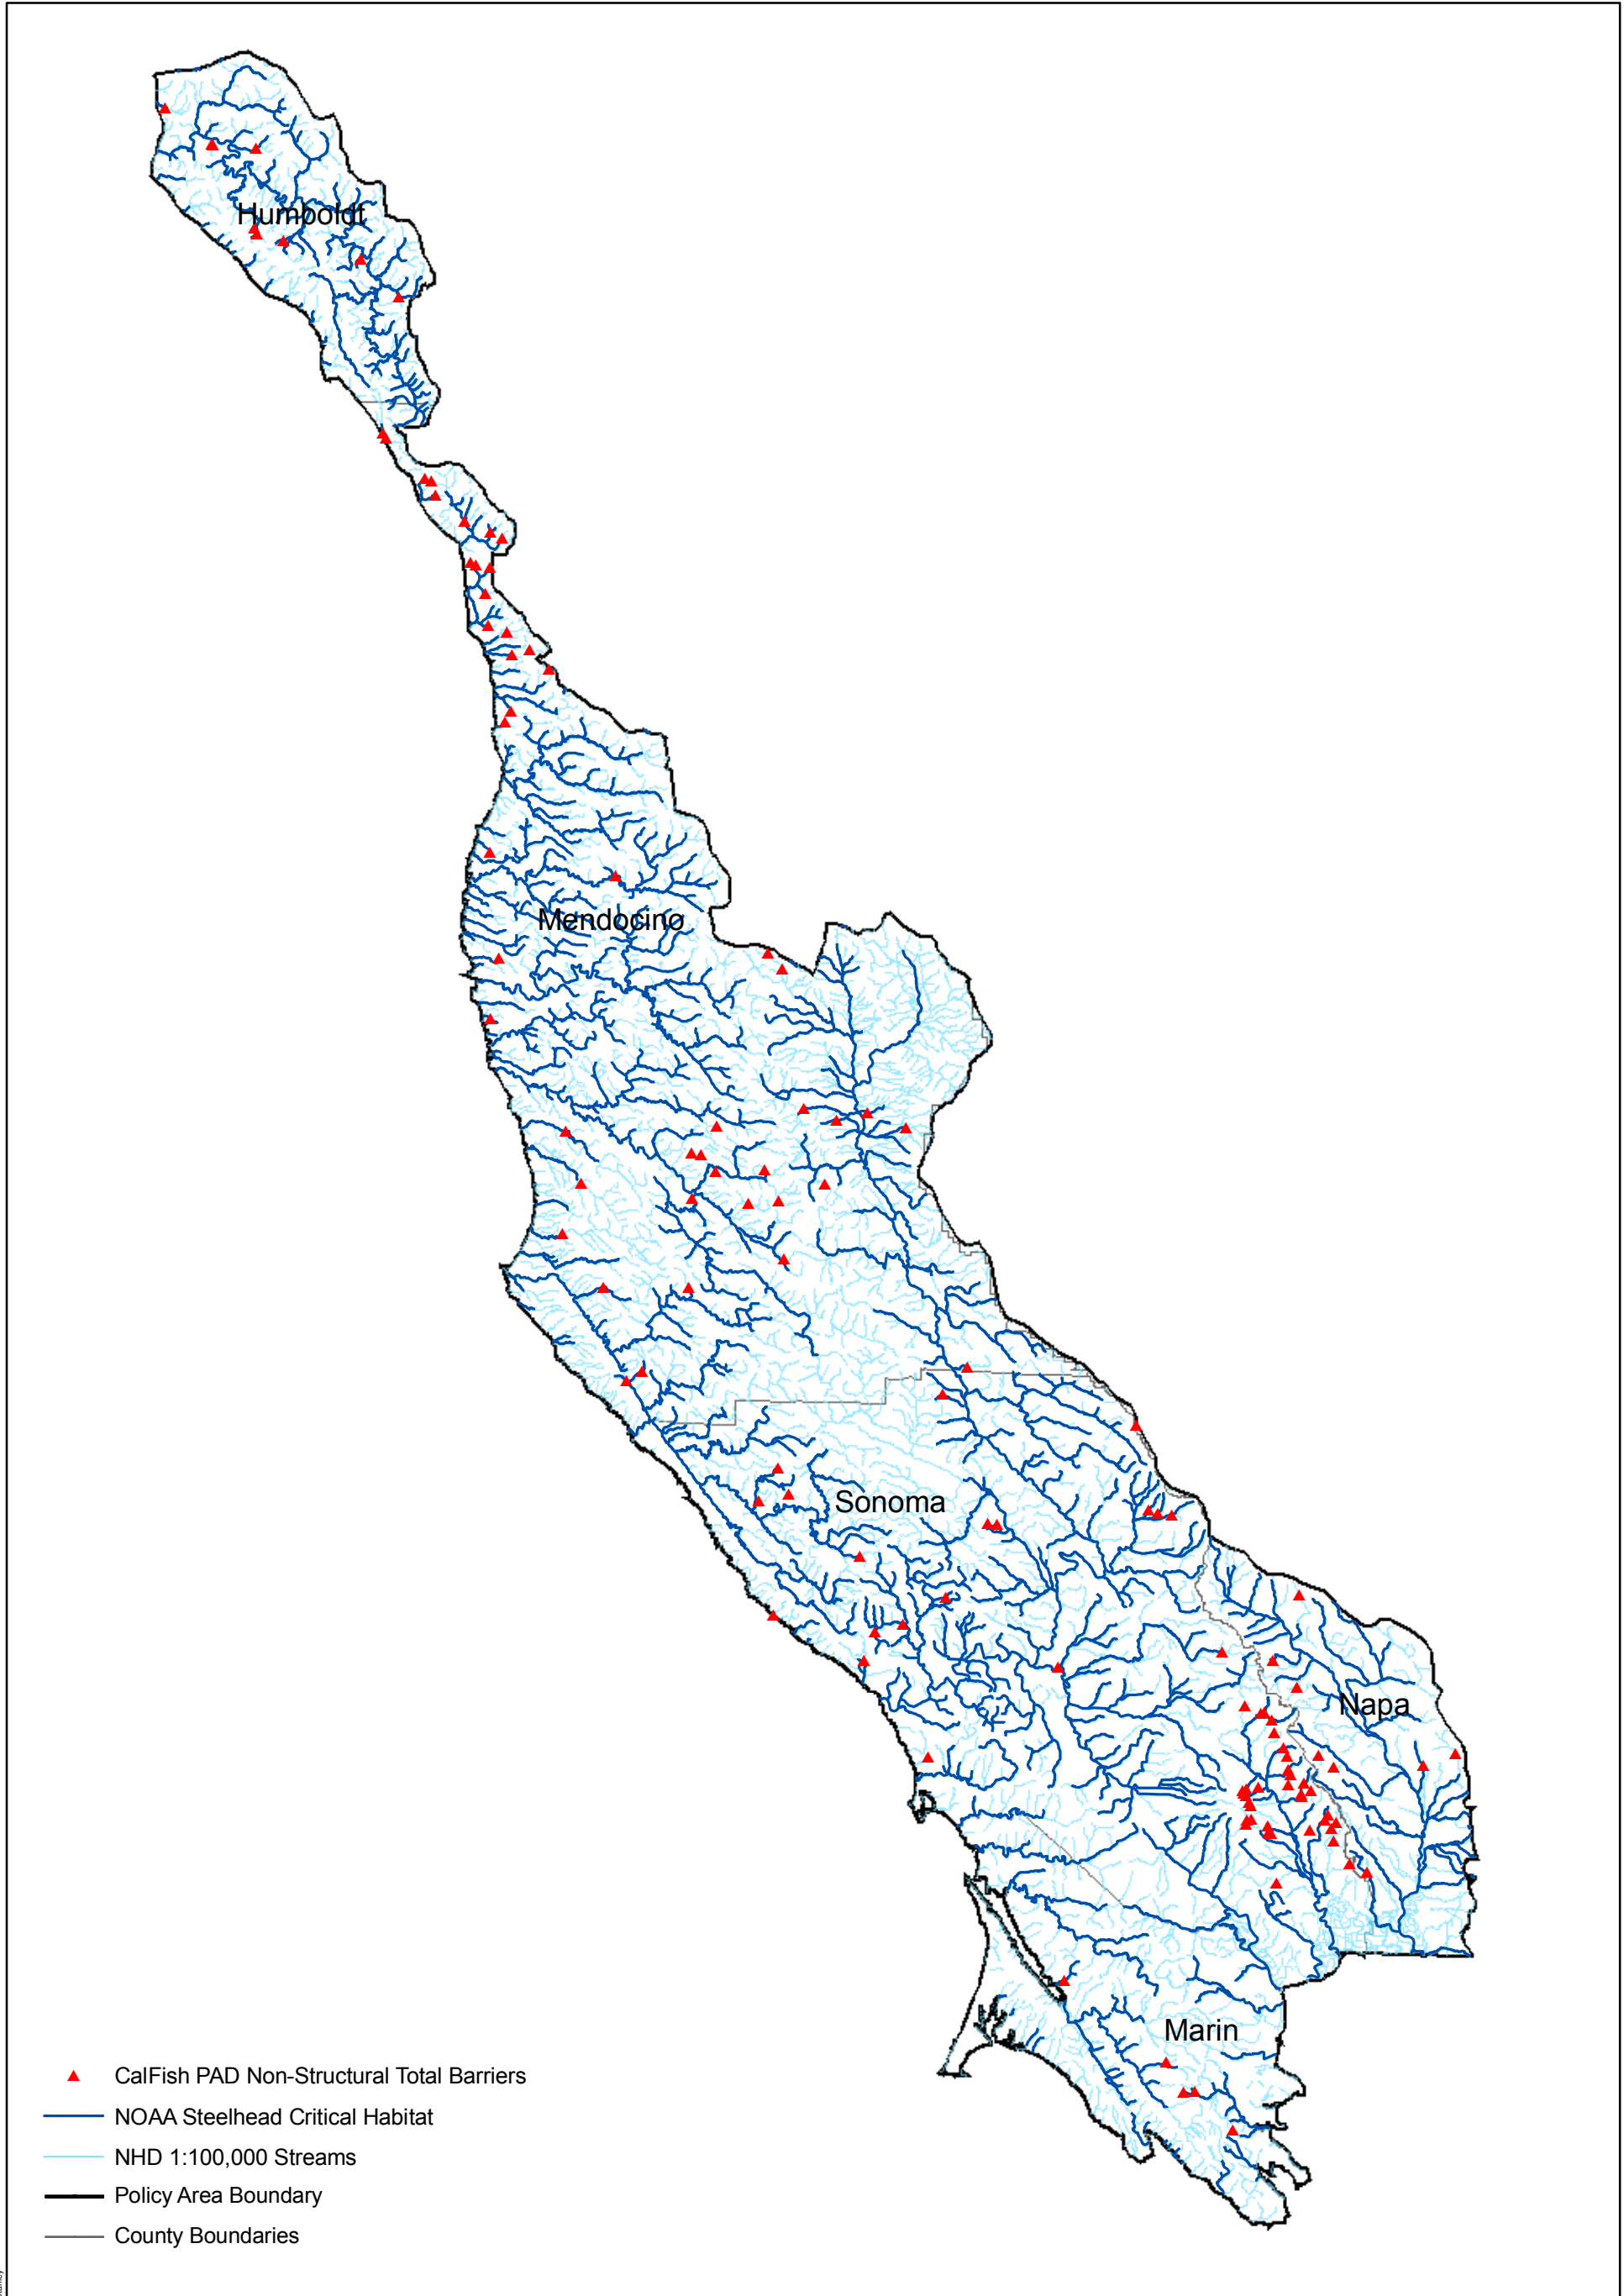 Humboldt
Mendocino
Sonoma
Napa
Marin
CalFish PAD Non-Structural Total Barriers
NOAA Steelhead Critical Habitat
NHD 1:100,000 Streams
Policy Area Boundary
County Boundaries